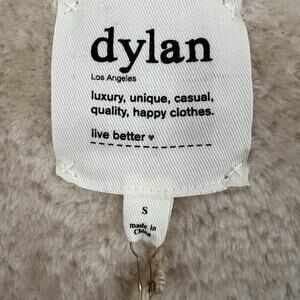 dylan
Los Angeles
luxury, unique, casual,
quality, happy clothes.
live better ♥
S
made in
China